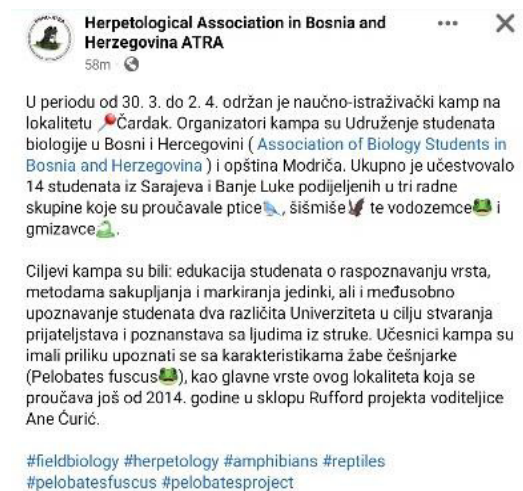 Herpetological Association in Bosnia and
Herzegovina ATRA
58m
U periodu od 30. 3. do 2. 4. održan je naučno-istraživački kamp na
lokalitetu 📍Čardak. Organizatori kampa su Udruženje studenata
biologije u Bosni i Hercegovini ( Association of Biology Students in
Bosnia and Herzegovina ) i opština Modriča. Ukupno je učestvovalo
14 studenata iz Sarajeva i Banje Luke podijeljenih u tri radne
skupine koje su proučavale ptice🐦, šišmiše🦇 te vodozemce🐸 i
gmizavce🐍.
Ciljevi kampa su bili: edukacija studenata o raspoznavanju vrsta,
metodama sakupljanja i markiranja jedinki, ali i međusobno
upoznavanje studenata dva različita Univerziteta u cilju stvaranja
prijateljstava i poznanstava sa ljudima iz struke. Učesnici kampa su
imali priliku upoznati se sa karakteristikama žabe češnjarke
(Pelobates fuscus🐸), kao glavne vrste ovog lokaliteta koja se
proučava još od 2014. godine u sklopu Rufford projekta voditeljice
Ane Ćurić.
#fieldbiology #herpetology #amphibians #reptiles
#pelobatesfuscus #pelobatesproject